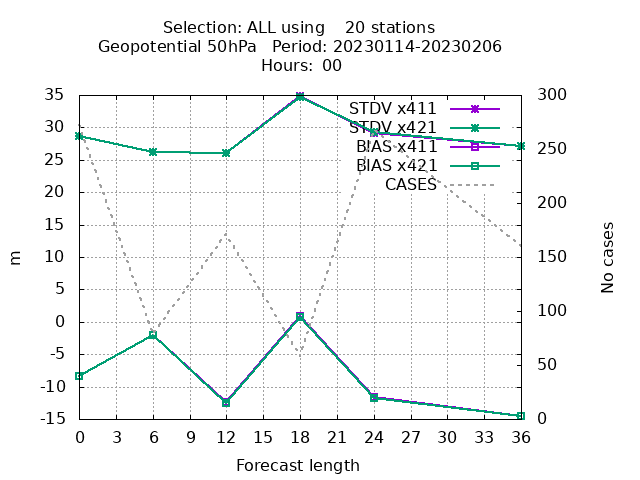 Selection: ALL using 20 stations
Geopotential 50hPa Period: 20230114-20230206
Hours: 00
35
30
25
20
15
10
5
0
-5
-10
-15
m
300
250
200
150
100
50
0
No cases
STDV x411
STDV x421
BIAS x411
BIAS x421
CASES
0 3 6 9 12 15 18 21 24 27 30 33 36
Forecast length